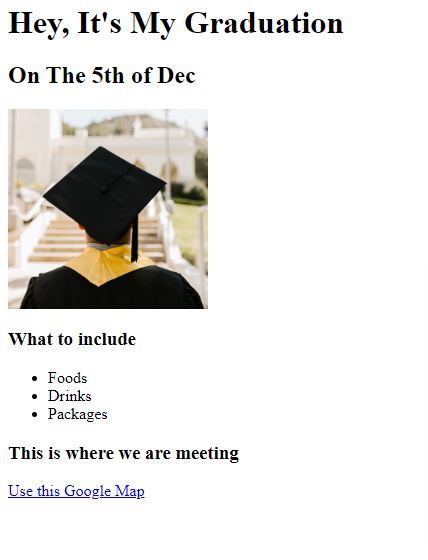 Hey, It's My Graduation
On The 5th of Dec
What to include
Foods
Drinks
Packages
This is where we are meeting
Use this Google Map